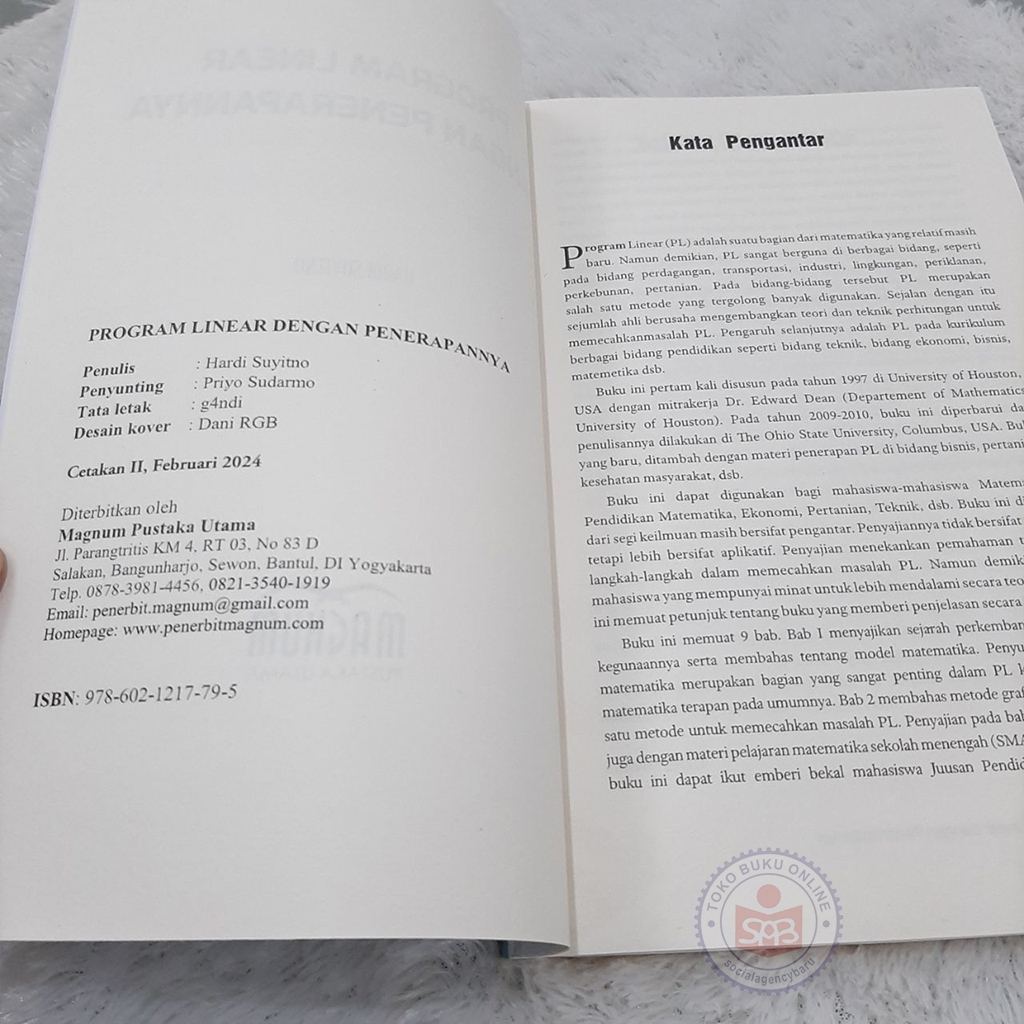 PROGRAM LINEAR DENGAN PENERAPANNYA
Penulis : Hardi Suyitno
Penyunting : Priyo Sudarmo
Tata letak : g4ndi
Desain kover : Dani RGB
Cetakan II, Februari 2024
Diterbitkan oleh
Magnum Pustaka Utama
Jl. Parangtritis KM 4, RT 03, No 83 D
Salakan, Bangunharjo, Sewon, Bantul, DI Yogyakarta
Telp. 0878-3981-4456, 0821-3540-1919
Email: penerbit.magnum@gmail.com
Homepage: www.penerbitmagnum.com
ISBN: 978-602-1217-79-5
Kata Pengantar
Program Linear (PL) adalah suatu bagian dari matematika yang relatif masih
baru. Namun demikian, PL sangat berguna di berbagai bidang, seperti
pada bidang perdagangan, transportasi, industri, lingkungan, periklanan,
perkebunan, pertanian. Pada bidang-bidang tersebut PL merupakan
salah satu metode yang tergolong banyak digunakan. Sejalan dengan itu
sejumlah ahli berusaha mengembangkan teori dan teknik perhitungan untuk
memecahkanmasalah PL. Pengaruh selanjutnya adalah PL pada kurikulum
berbagai bidang pendidikan seperti bidang teknik, bidang ekonomi, bisnis,
matemetika dsb.
Buku ini pertam kali disusun pada tahun 1997 di University of Houston,
USA dengan mitrakerja Dr. Edward Dean (Departement of Mathematics
University of Houston). Pada tahun 2009-2010, buku ini diperbarui da
penulisannya dilakukan di The Ohio State University, Columbus, USA. Bu
yang baru, ditambah dengan materi penerapan PL di bidang bisnis, pertani
kesehatan masyarakat, dsb.
Buku ini dapat digunakan bagi mahasiswa-mahasiswa Matema
Pendidikan Matematika, Ekonomi, Pertanian, Teknik, dsb. Buku ini di
dari segi keilmuan masih bersifat pengantar. Penyajiannya tidak bersifat
tetapi lebih bersifat aplikatif. Penyajian menekankan pemahaman t
langkah-langkah dalam memecahkan masalah PL. Namun demik
mahasiswa yang mempunyai minat untuk lebih mendalami secara teo
ini memuat petunjuk tentang buku yang memberi penjelasan secara
Buku ini memuat 9 bab. Bab I menyajikan sejarah perkemban
kegunaannya serta membahas tentang model matematika. Penyu
matematika merupakan bagian yang sangat penting dalam PL k
matematika terapan pada umumnya. Bab 2 membahas metode graf
satu metode untuk memecahkan masalah PL. Penyajian pada bab
juga dengan materi pelajaran matematika sekolah menengah (SMA
buku ini dapat ikut emberi bekal mahasiswa Juusan Pendid
TOKO BUKU ONLINE
SAB
socialagencybaru